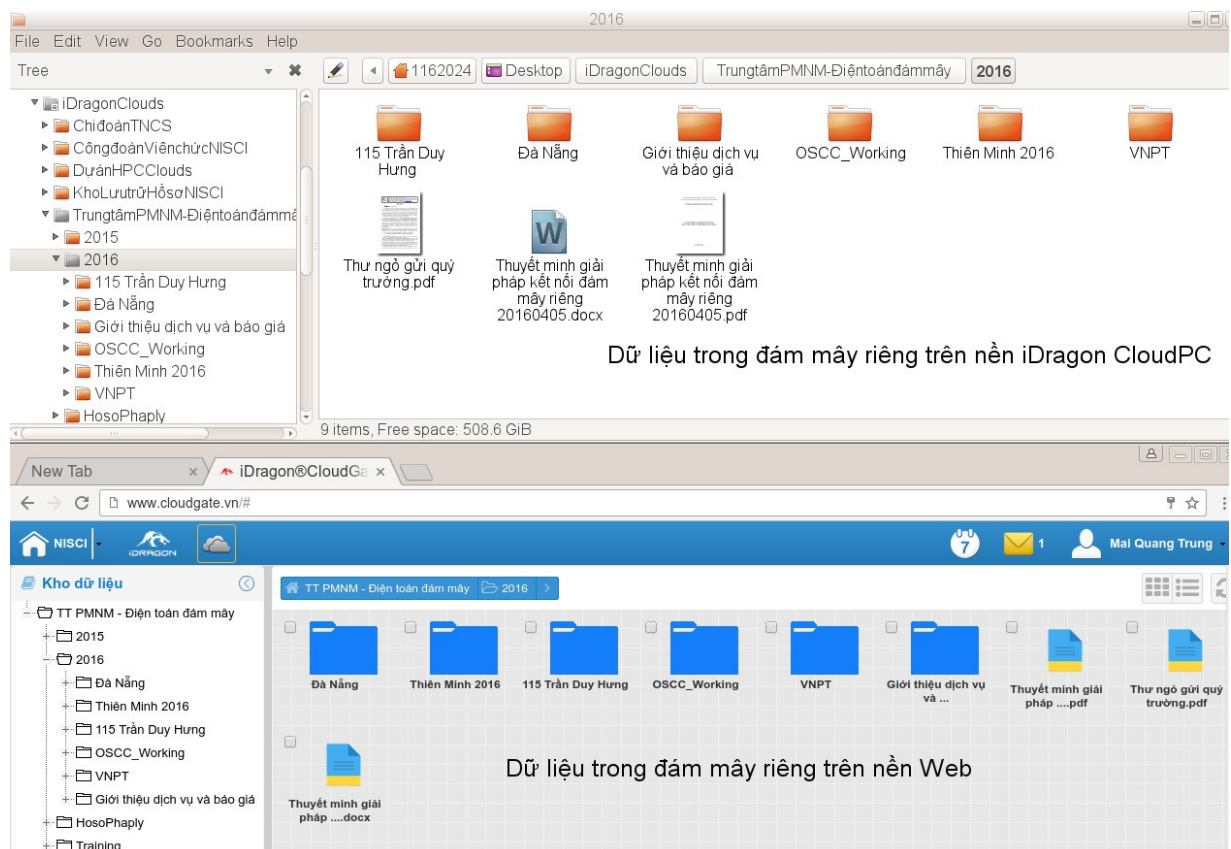 2016
File Edit View Go Bookmarks Help
Tree
1162024 Desktop iDragonClouds TrungtâmPMNM-Điệntoánđámmây 2016
iDragonClouds
ChiđoànTNCS
CôngđoànViênchứcNISCI
DựánHPCClouds
KhoLưutrữHồsơNISCI
TrungtâmPMNM-Điệntoánđámmâ
2015
2016
115 Trần Duy Hưng
Đà Nẵng
Giới thiệu dịch vụ và báo giá
OSCC_Working
Thiên Minh 2016
VNPT
HosoPhaply
115 Trần Duy
Hưng
Đà Nẵng
Giới thiệu dịch vụ
và báo giá
OSCC_Working
Thiên Minh 2016
VNPT
Thư ngỏ gửi quý
trường.pdf
Thuyết minh giải
pháp kết nối đám
mây riêng
20160405.docx
Thuyết minh giải
pháp kết nối đám
mây riêng
20160405.pdf
Dữ liệu trong đám mây riêng trên nền iDragon CloudPC
9 items, Free space: 508.6 GiB
New Tab
iDragon®CloudGa
www.cloudgate.vn/#
NISCI
iDRAGON
7
1
Mai Quang Trung
Kho dữ liệu
TT PMNM - Điện toán đám mây
2015
2016
Đà Nẵng
Thiên Minh 2016
115 Trần Duy Hưng
OSCC_Working
VNPT
Giới thiệu dịch vụ và báo giá
HosoPhaply
Training
TT PMNM - Điện toán đám mây 2016
Đà Nẵng
Thiên Minh 2016
115 Trần Duy Hưng
OSCC_Working
VNPT
Giới thiệu dịch vụ
và ...
Thuyết minh giải
pháp ....pdf
Thư ngỏ gửi quý
trường.pdf
Thuyết minh giải
pháp ....docx
Dữ liệu trong đám mây riêng trên nền Web